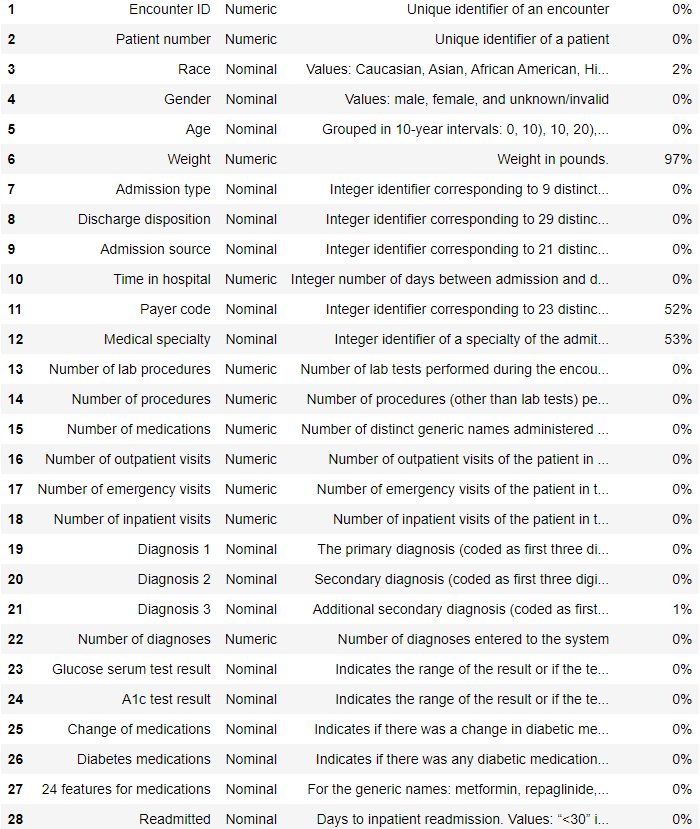 1 Encounter ID Numeric Unique identifier of an encounter 0%
2 Patient number Numeric Unique identifier of a patient 0%
3 Race Nominal Values: Caucasian, Asian, African American, Hi... 2%
4 Gender Nominal Values: male, female, and unknown/invalid 0%
5 Age Nominal Grouped in 10-year intervals: 0, 10), 10, 20),... 0%
6 Weight Numeric Weight in pounds. 97%
7 Admission type Nominal Integer identifier corresponding to 9 distinct... 0%
8 Discharge disposition Nominal Integer identifier corresponding to 29 distinc... 0%
9 Admission source Nominal Integer identifier corresponding to 21 distinc... 0%
10 Time in hospital Numeric Integer number of days between admission and d... 0%
11 Payer code Nominal Integer identifier corresponding to 23 distinc... 52%
12 Medical specialty Nominal Integer identifier of a specialty of the admit... 53%
13 Number of lab procedures Numeric Number of lab tests performed during the encou... 0%
14 Number of procedures Numeric Number of procedures (other than lab tests) pe... 0%
15 Number of medications Numeric Number of distinct generic names administered ... 0%
16 Number of outpatient visits Numeric Number of outpatient visits of the patient in ... 0%
17 Number of emergency visits Numeric Number of emergency visits of the patient in t... 0%
18 Number of inpatient visits Numeric Number of inpatient visits of the patient in t... 0%
19 Diagnosis 1 Nominal The primary diagnosis (coded as first three di... 0%
20 Diagnosis 2 Nominal Secondary diagnosis (coded as first three digi... 0%
21 Diagnosis 3 Nominal Additional secondary diagnosis (coded as first... 1%
22 Number of diagnoses Numeric Number of diagnoses entered to the system 0%
23 Glucose serum test result Nominal Indicates the range of the result or if the te... 0%
24 A1c test result Nominal Indicates the range of the result or if the te... 0%
25 Change of medications Nominal Indicates if there was a change in diabetic me... 0%
26 Diabetes medications Nominal Indicates if there was any diabetic medication... 0%
27 24 features for medications Nominal For the generic names: metformin, repaglinide,... 0%
28 Readmitted Nominal Days to inpatient readmission. Values: “<30” i... 0%